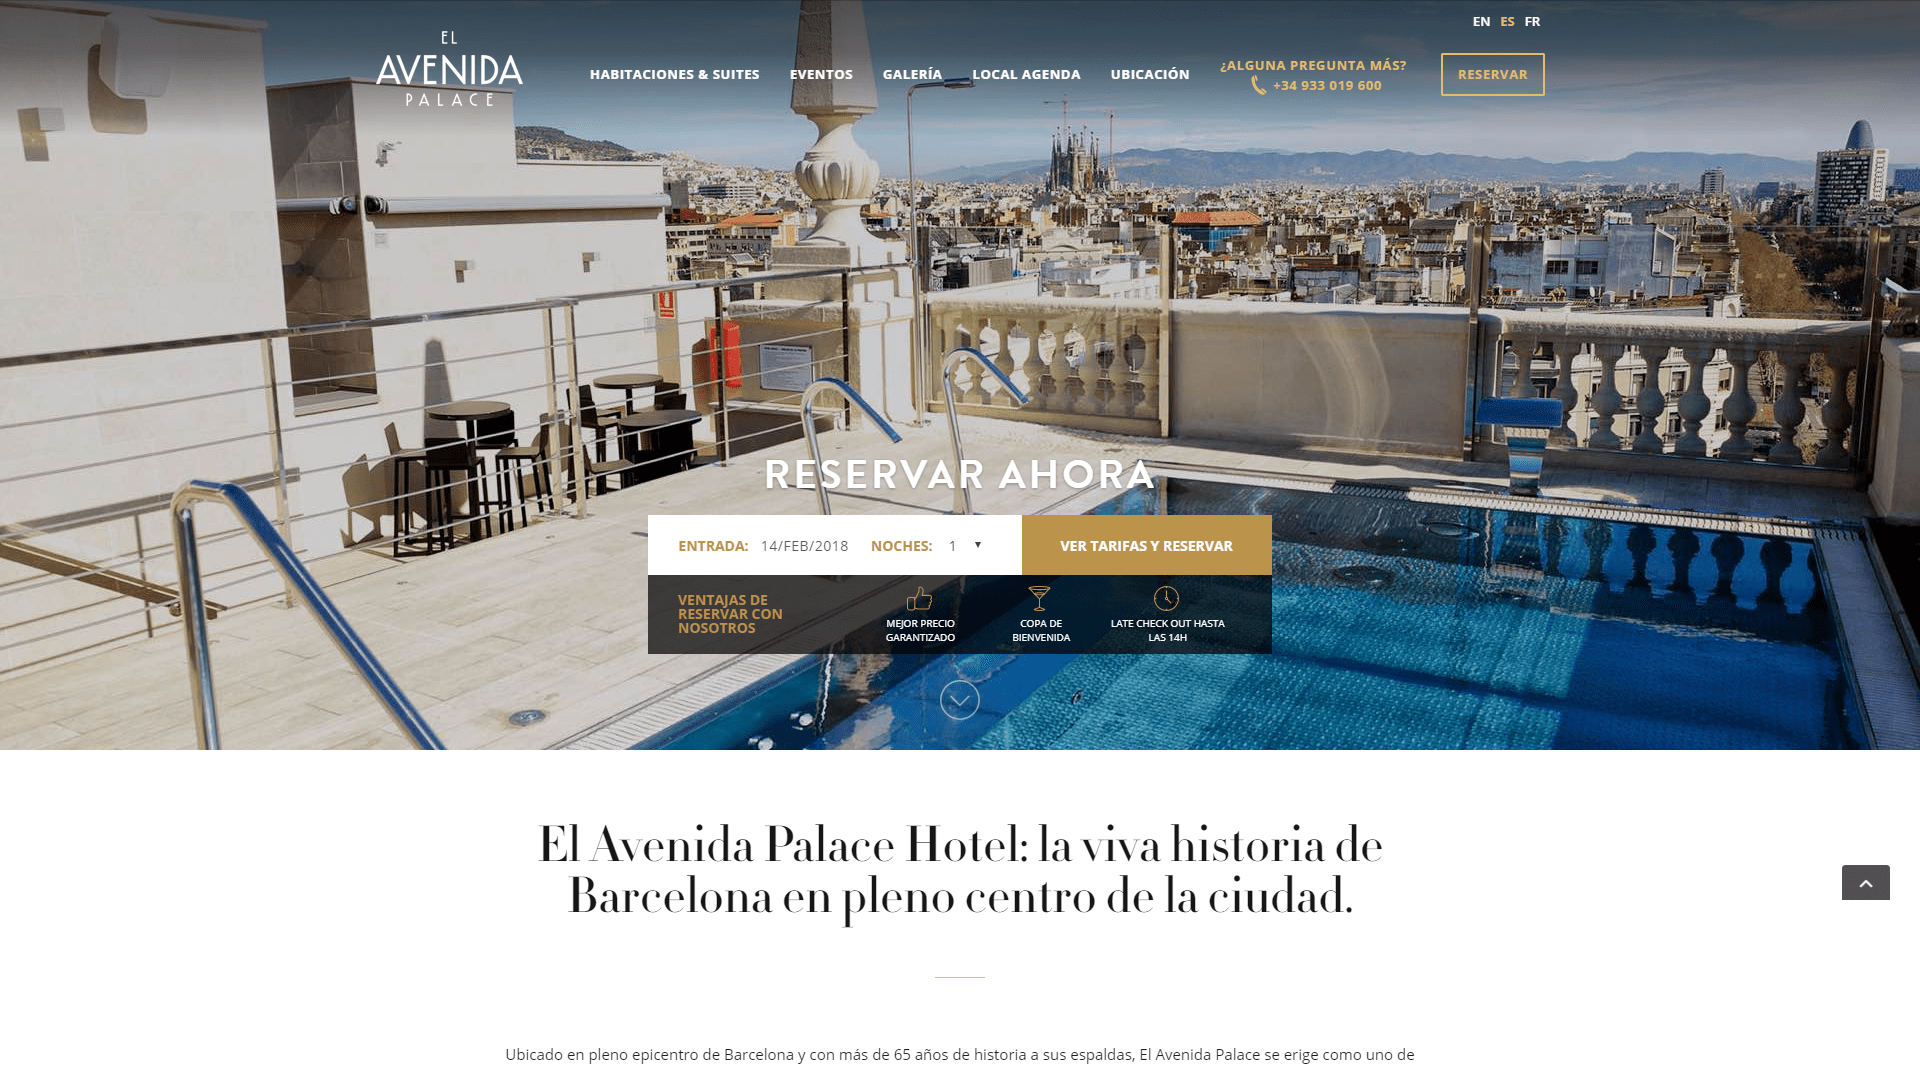 EN ES FR
EL
AVENIDA
PALACE
HABITACIONES & SUITES EVENTOS GALERÍA LOCAL AGENDA UBICACIÓN
¿ALGUNA PREGUNTA MÁS?
+34 933 019 600
RESERVAR
RESERVAR AHORA
ENTRADA: 14/FEB/2018 NOCHES: 1
VER TARIFAS Y RESERVAR
VENTAJAS DE
RESERVAR CON
NOSOTROS
MEJOR PRECIO
GARANTIZADO
COPA DE
BIENVENIDA
LATE CHECK OUT HASTA
LAS 14H
El Avenida Palace Hotel: la viva historia de
Barcelona en pleno centro de la ciudad.
Ubicado en pleno epicentro de Barcelona y con más de 65 años de historia a sus espaldas, El Avenida Palace se erige como uno de